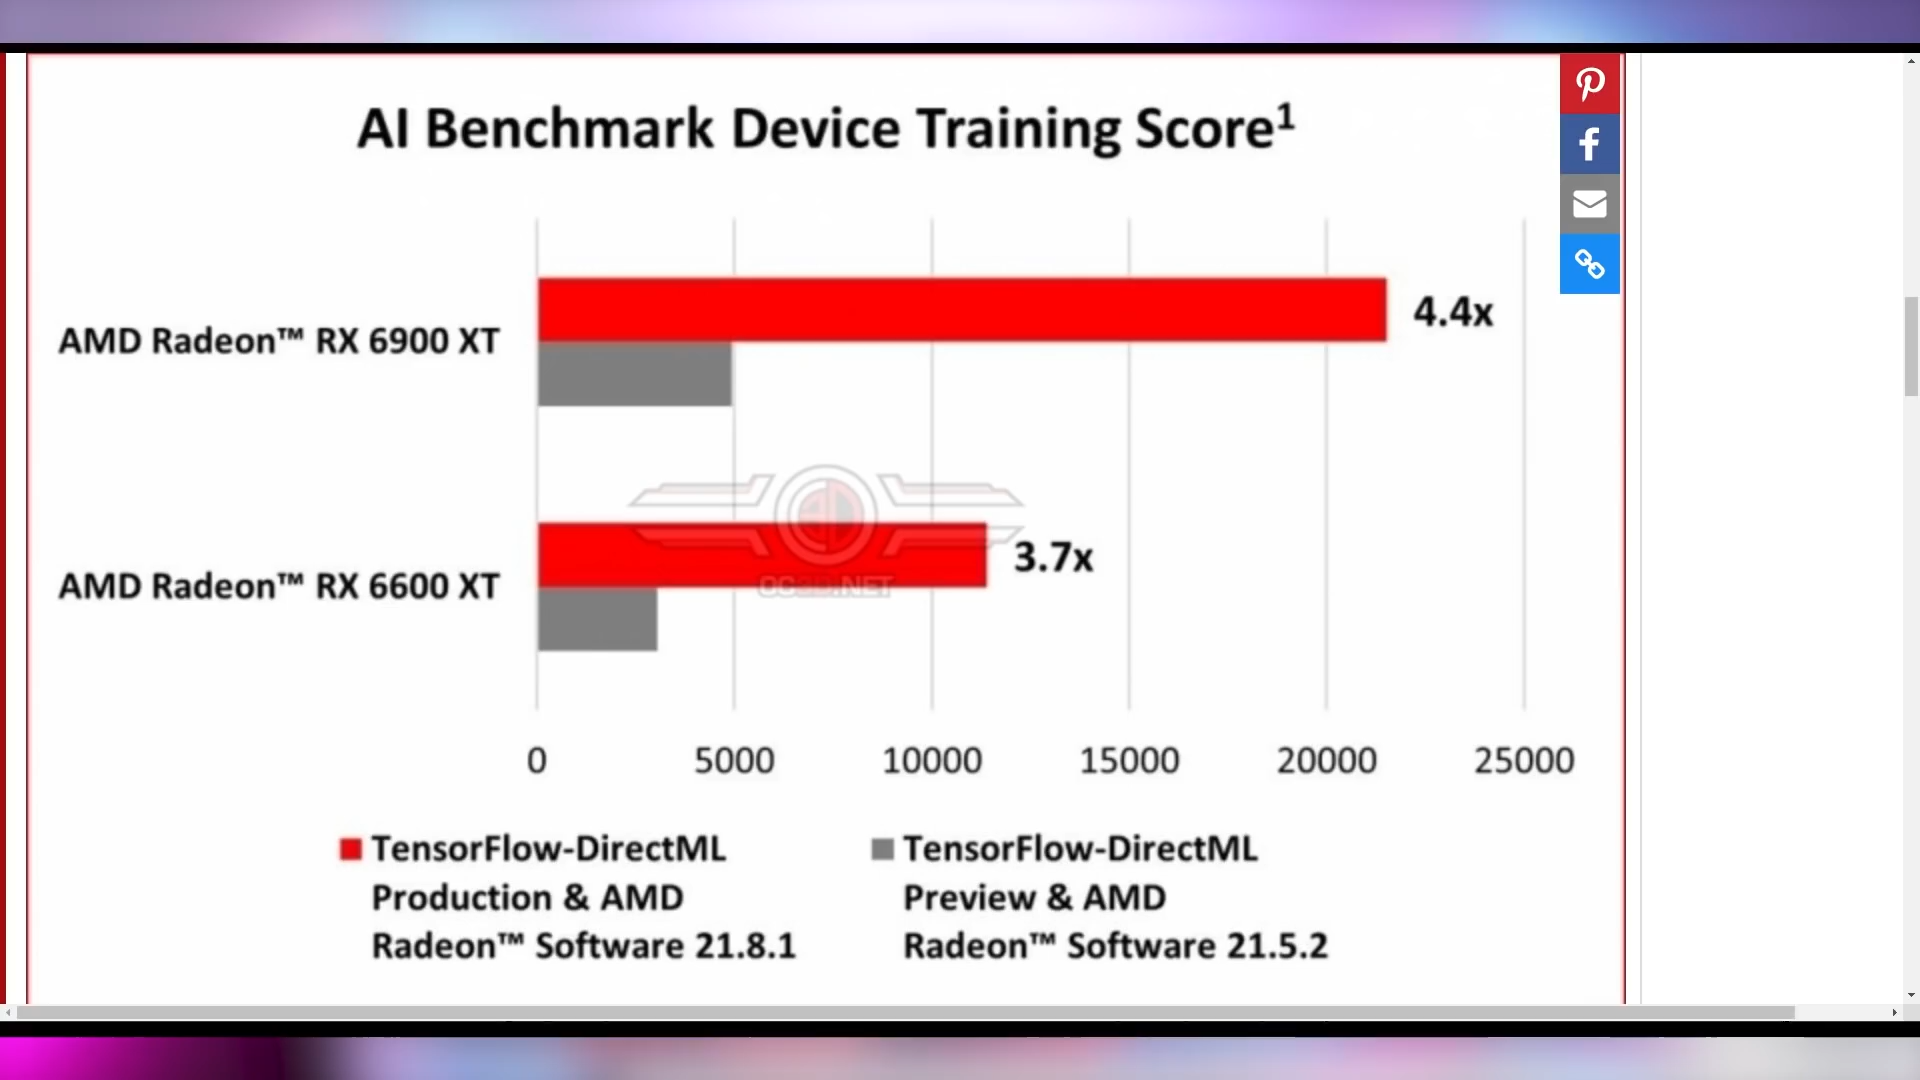 AI Benchmark Device Training Score¹
AMD Radeon™ RX 6900 XT
4.4x
AMD Radeon™ RX 6600 XT
3.7x
OC3D.NET
0 5000 10000 15000 20000 25000
TensorFlow-DirectML
Production & AMD
Radeon™ Software 21.8.1
TensorFlow-DirectML
Preview & AMD
Radeon™ Software 21.5.2